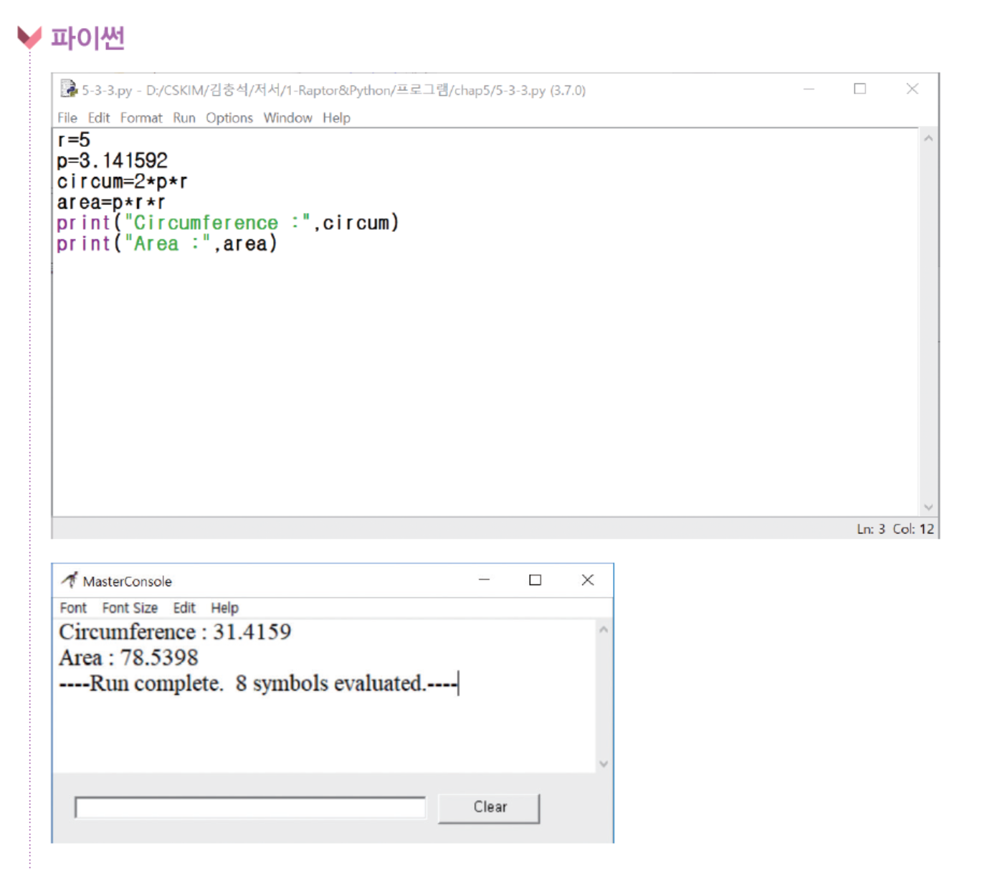 파이썬
5-3-3.py - D:/CSKIM/김충석/저서/1-Raptor&Python/프로그램/chap5/5-3-3.py (3.7.0)
File Edit Format Run Options Window Help
r=5
p=3.141592
circum=2*p*r
area=p*r*r
print("Circumference :",circum)
print("Area :",area)
Ln: 3 Col: 12
MasterConsole
Font Font Size Edit Help
Circumference : 31.4159
Area : 78.5398
----Run complete.  8 symbols evaluated.----
Clear